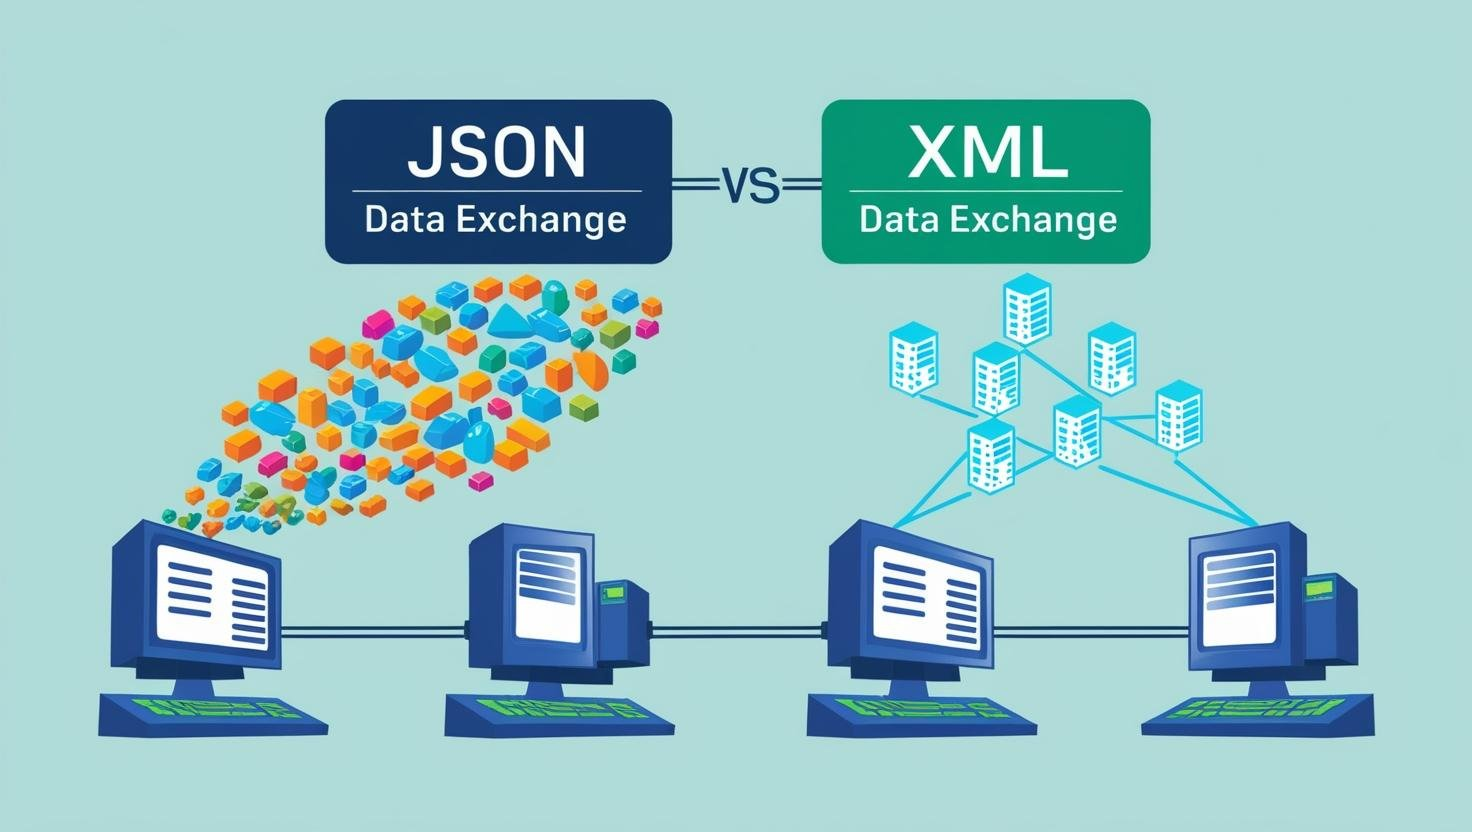 JSON
Data Exchange
VS
XML
Data Exchange